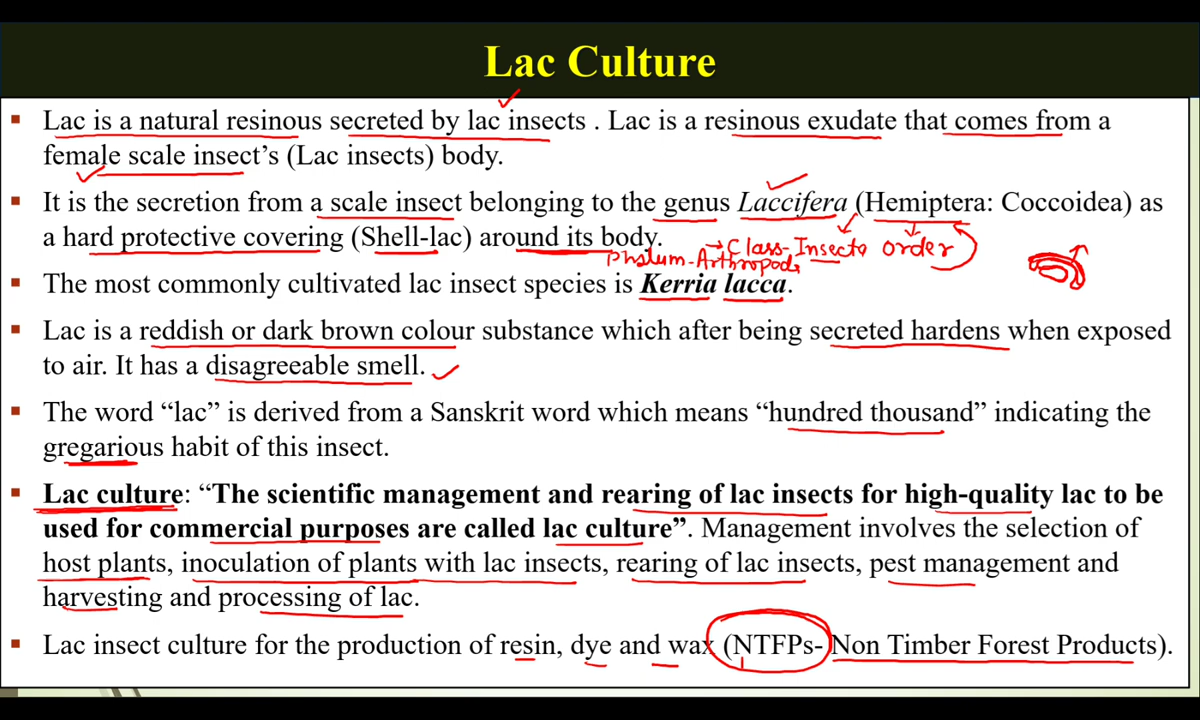 Lac Culture
▪ Lac is a natural resinous secreted by lac insects . Lac is a resinous exudate that comes from a
female scale insect’s (Lac insects) body.
▪ It is the secretion from a scale insect belonging to the genus Laccifera (Hemiptera: Coccoidea) as
a hard protective covering (Shell-lac) around its body.
→ Class-Insecta order
Phylum-Arthropoda
▪ The most commonly cultivated lac insect species is Kerria lacca.
▪ Lac is a reddish or dark brown colour substance which after being secreted hardens when exposed
to air. It has a disagreeable smell.
▪ The word “lac” is derived from a Sanskrit word which means “hundred thousand” indicating the
gregarious habit of this insect.
▪ Lac culture: “The scientific management and rearing of lac insects for high-quality lac to be
used for commercial purposes are called lac culture”. Management involves the selection of
host plants, inoculation of plants with lac insects, rearing of lac insects, pest management and
harvesting and processing of lac.
▪ Lac insect culture for the production of resin, dye and wax (NTFPs- Non Timber Forest Products).